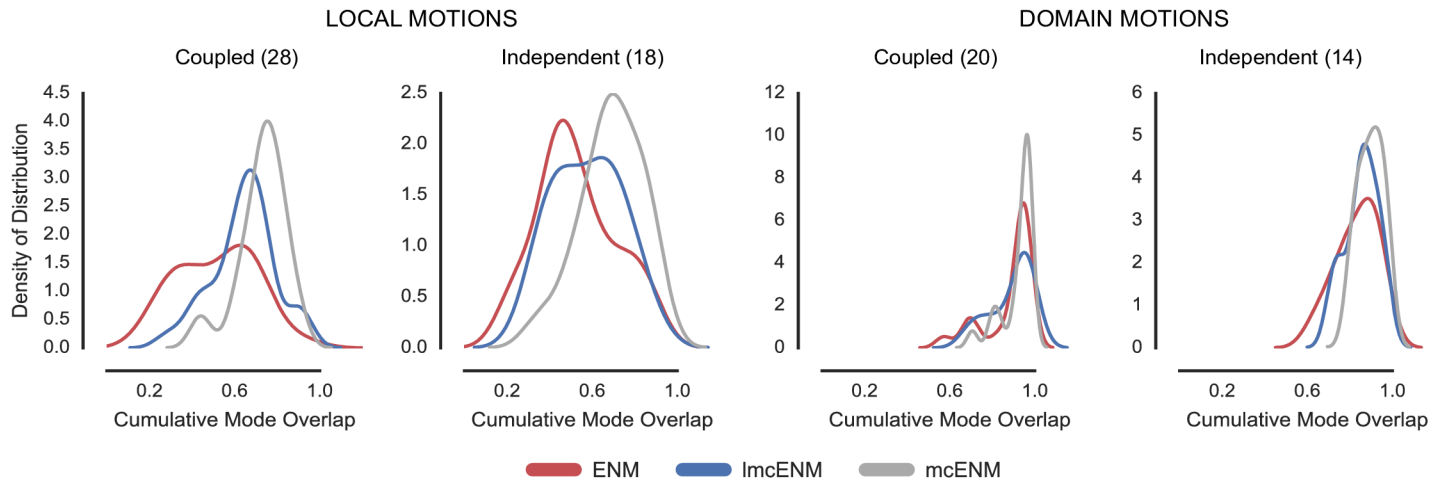 LOCAL MOTIONS
DOMAIN MOTIONS
Coupled (28)
Independent (18)
Coupled (20)
Independent (14)
Density of Distribution
4.5
4.0
3.5
3.0
2.5
2.0
1.5
1.0
0.5
0.0
2.5
2.0
1.5
1.0
0.5
0.0
12
10
8
6
4
2
0
6
5
4
3
2
1
0
0.2 0.6 1.0
0.2 0.6 1.0
0.2 0.6 1.0
0.2 0.6 1.0
Cumulative Mode Overlap
Cumulative Mode Overlap
Cumulative Mode Overlap
Cumulative Mode Overlap
ENM
lmcENM
mcENM